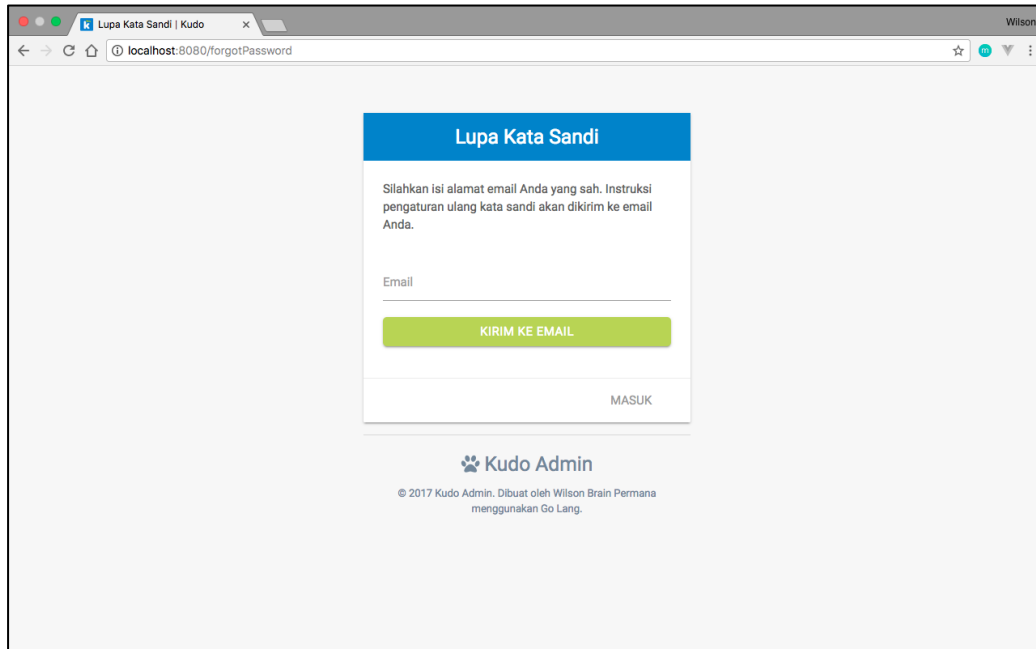 Lupa Kata Sandi | Kudo
Wilson
localhost:8080/forgotPassword
Lupa Kata Sandi
Silahkan isi alamat email Anda yang sah. Instruksi
pengaturan ulang kata sandi akan dikirim ke email
Anda.
Email
KIRIM KE EMAIL
MASUK
Kudo Admin
© 2017 Kudo Admin. Dibuat oleh Wilson Brain Permana
menggunakan Go Lang.